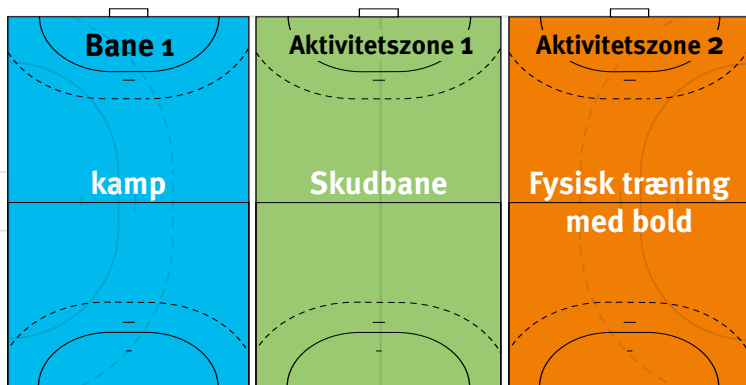 Bane 1
kamp
Aktivitetszone 1
Skudbane
Aktivitetszone 2
Fysisk træning
med bold